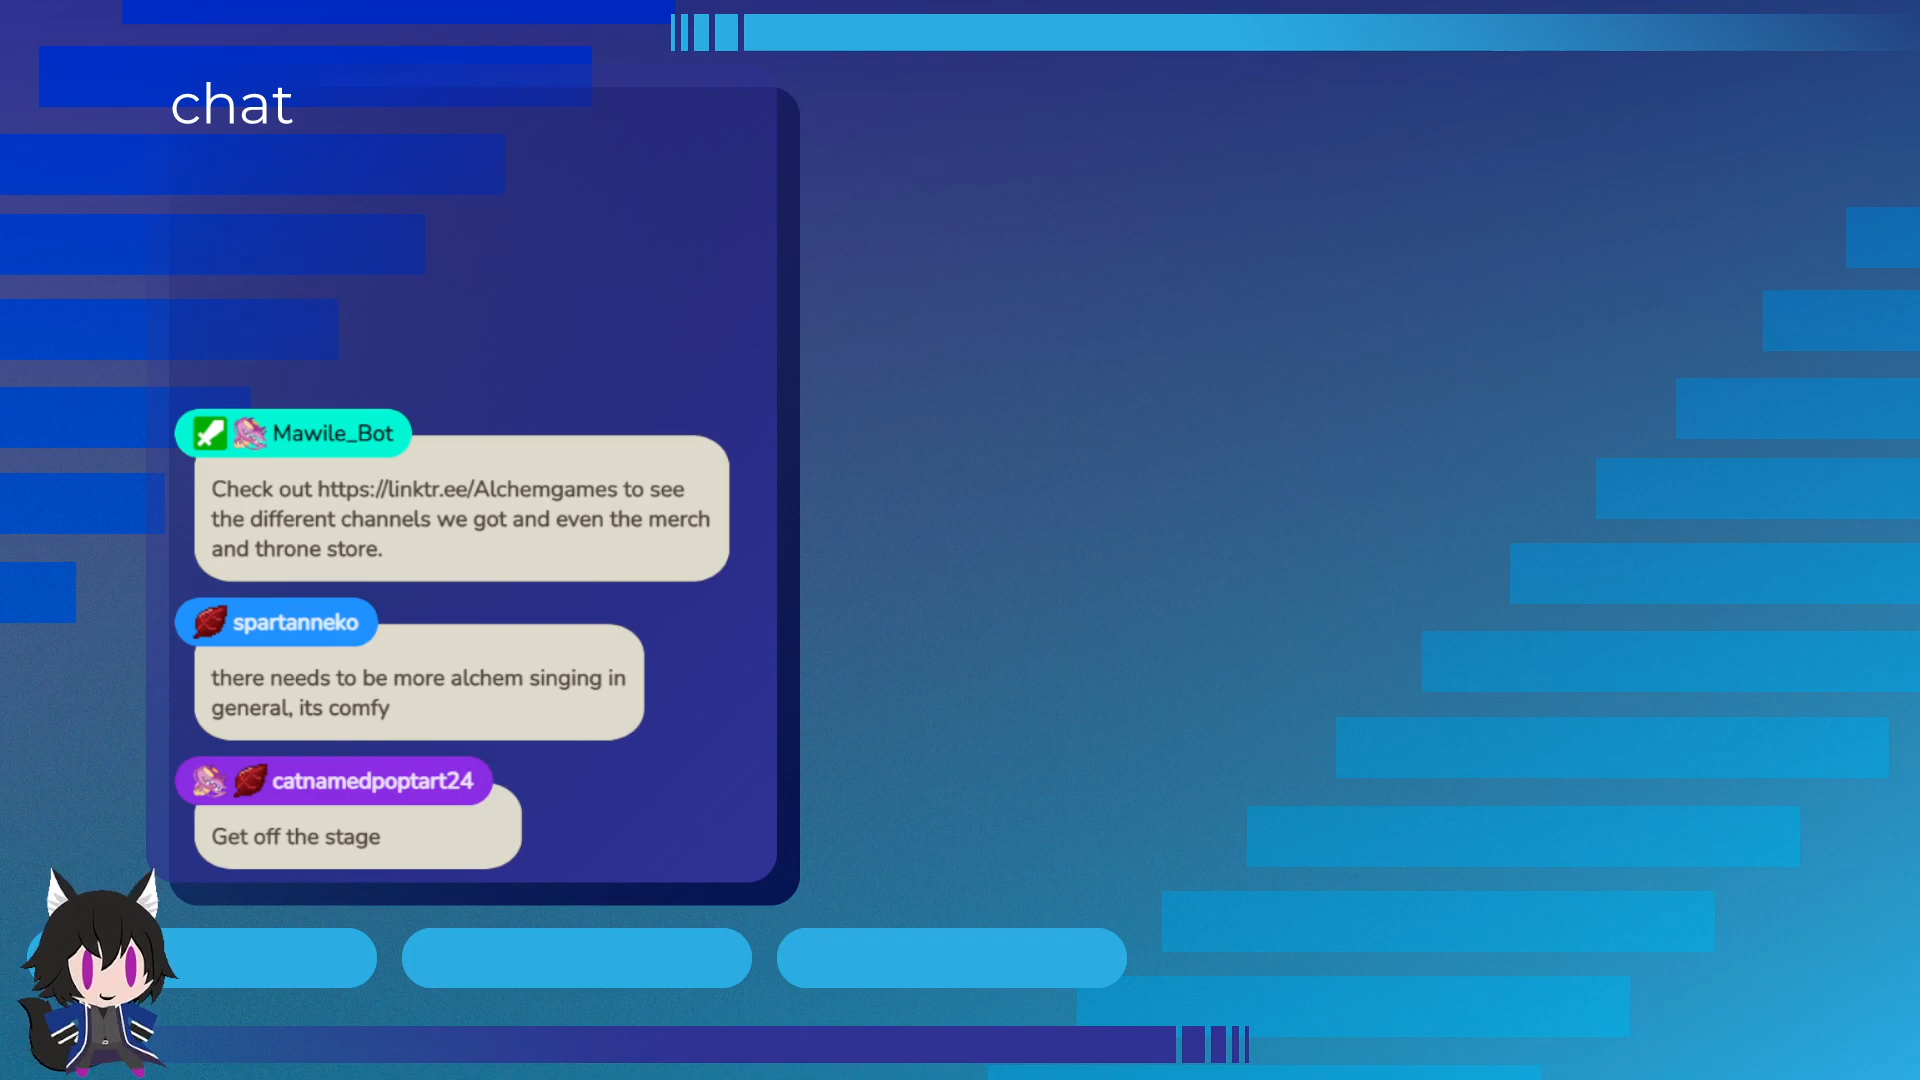 chat
Mawile_Bot
Check out https://linktr.ee/Alchemgames to see
the different channels we got and even the merch
and throne store.
spartanneko
there needs to be more alchem singing in
general, its comfy
catnamedpoptart24
Get off the stage